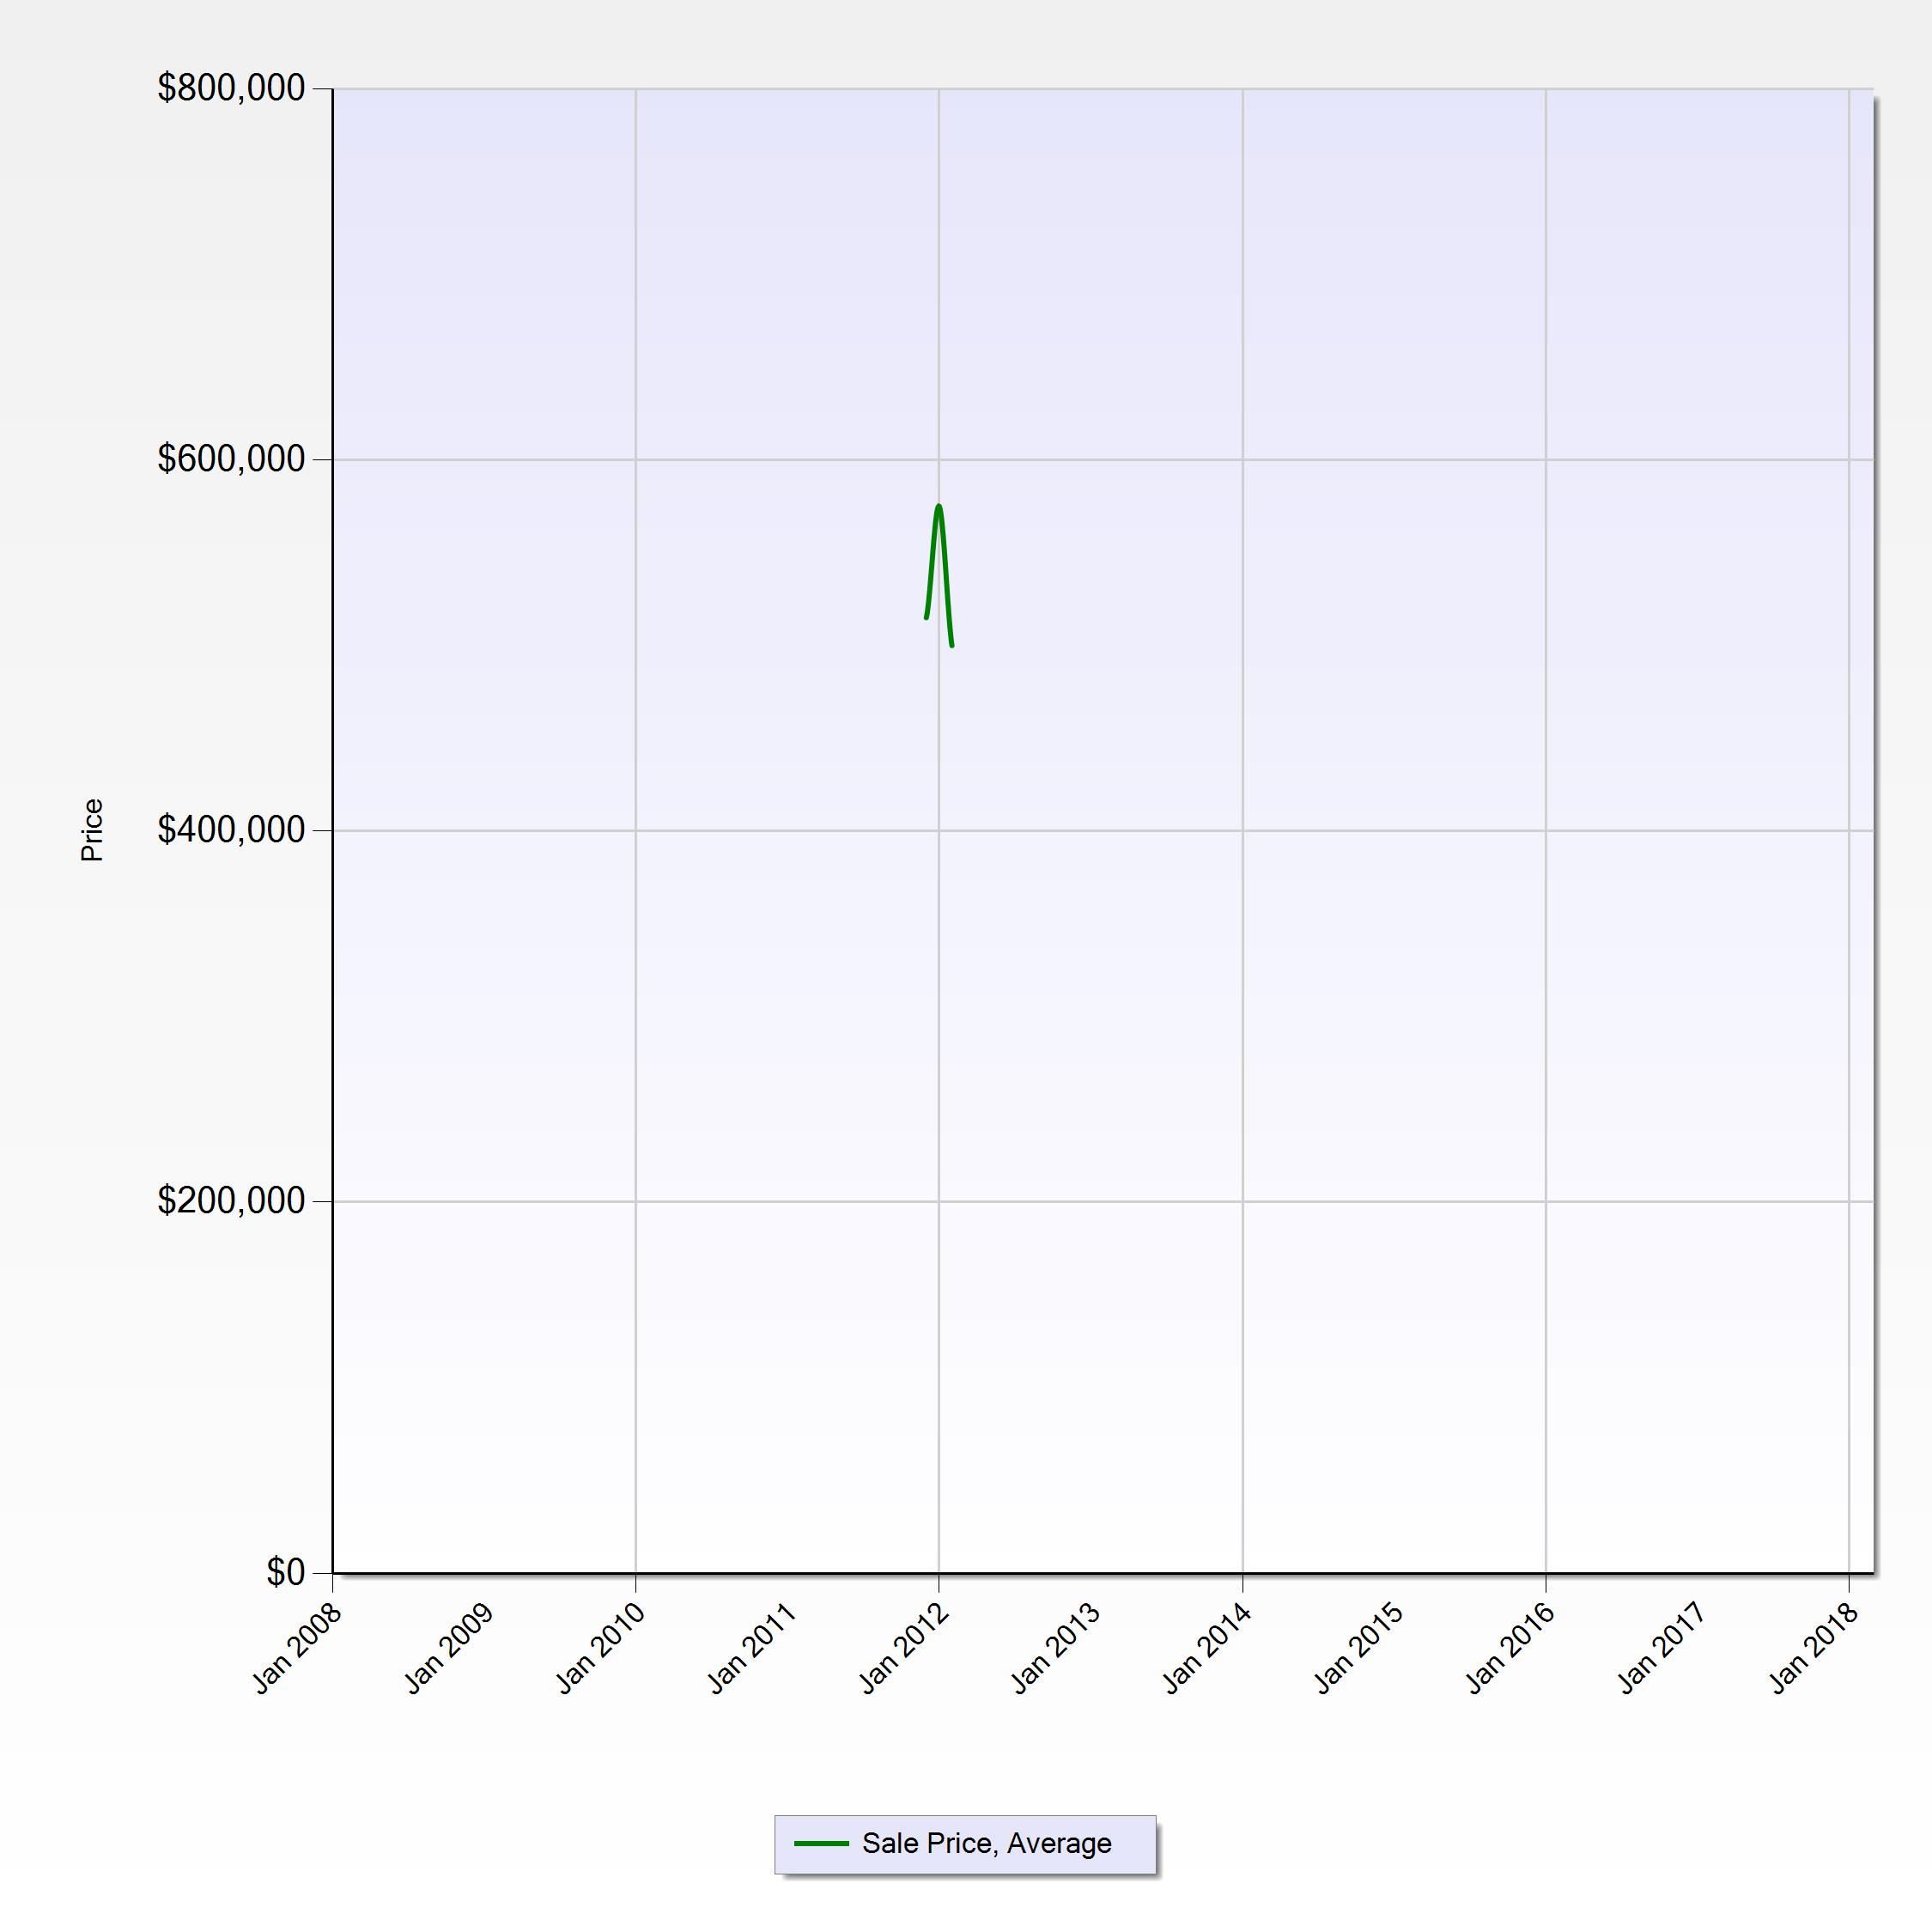 $800,000
$600,000
$400,000
$200,000
$0
Price
Jan 2008
Jan 2009
Jan 2010
Jan 2011
Jan 2012
Jan 2013
Jan 2014
Jan 2015
Jan 2016
Jan 2017
Jan 2018
Sale Price, Average